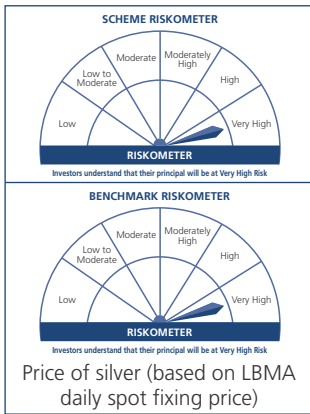 SCHEME RISKOMETER
Moderate
Moderately
High
Low to
Moderate
High
Low
Very High
RISKOMETER
Investors understand that their principal will be at Very High Risk
BENCHMARK RISKOMETER
Moderate
Moderately
High
Low to
Moderate
High
Low
Very High
RISKOMETER
Investors understand that their principal will be at Very High Risk
Price of silver (based on LBMA
daily spot fixing price)